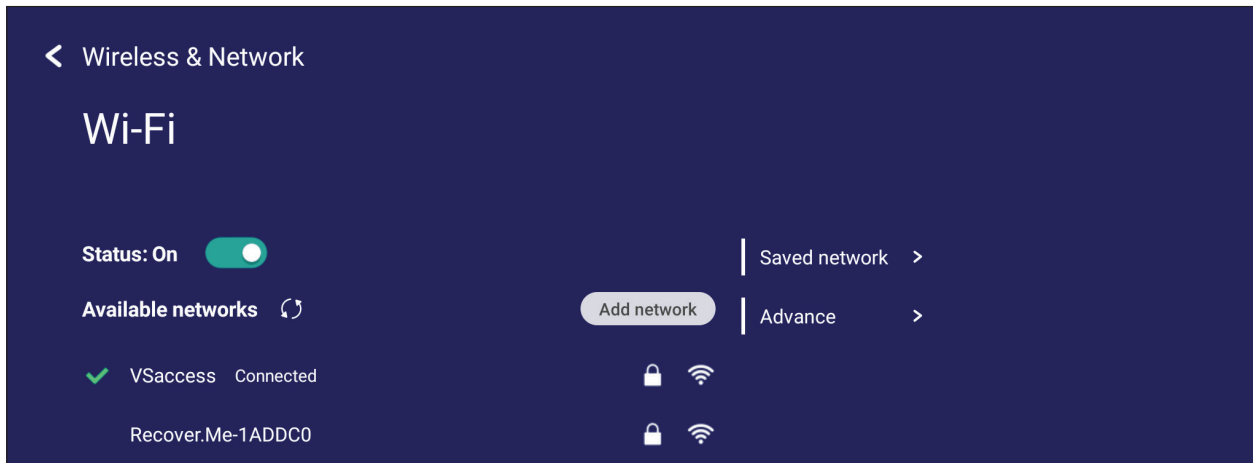 Wireless & Network
Wi-Fi
Status: On
Saved network
Available networks
Add network
Advance
VSaccess Connected
Recover.Me-1ADDC0